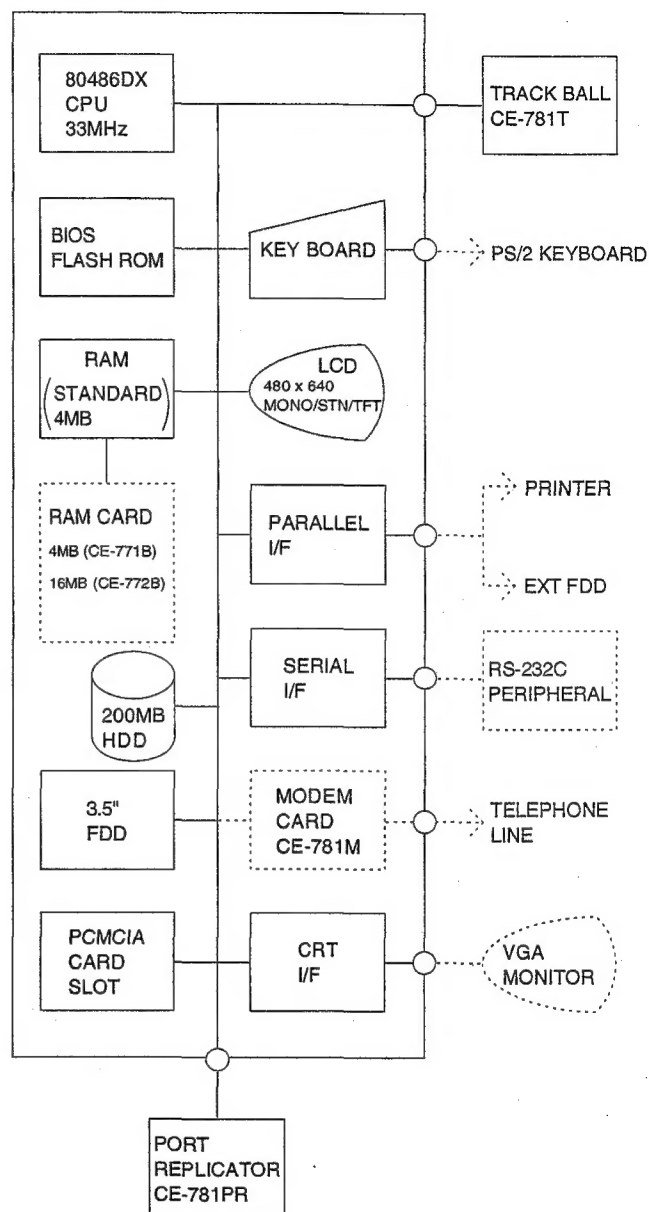 80486DX
CPU
33MHz
TRACK BALL
CE-781T
BIOS
FLASH ROM
KEY BOARD
PS/2 KEYBOARD
RAM
(STANDARD
4MB)
LCD
480 x 640
MONO/STN/TFT
RAM CARD
4MB (CE-771B)
16MB (CE-772B)
PARALLEL
I/F
PRINTER
EXT FDD
200MB
HDD
SERIAL
I/F
RS-232C
PERIPHERAL
3.5"
FDD
MODEM
CARD
CE-781M
TELEPHONE
LINE
PCMCIA
CARD
SLOT
CRT
I/F
VGA
MONITOR
PORT
REPLICATOR
CE-781PR